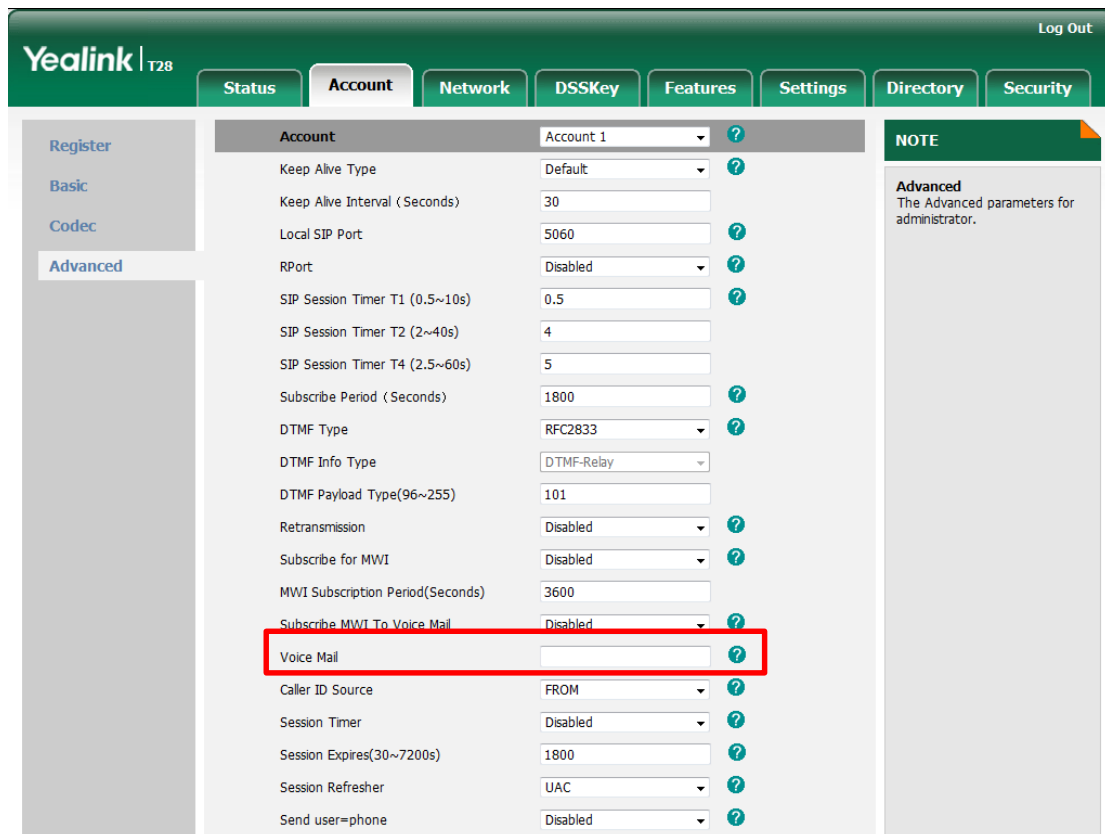 Log Out
Yealink T28
Status Account Network DSSKey Features Settings Directory Security
Register
Basic
Codec
Advanced
Account Account 1 ?
Keep Alive Type Default ?
Keep Alive Interval (Seconds) 30
Local SIP Port 5060 ?
RPort Disabled ?
SIP Session Timer T1 (0.5~10s) 0.5 ?
SIP Session Timer T2 (2~40s) 4
SIP Session Timer T4 (2.5~60s) 5
Subscribe Period (Seconds) 1800 ?
DTMF Type RFC2833 ?
DTMF Info Type DTMF-Relay
DTMF Payload Type(96~255) 101
Retransmission Disabled ?
Subscribe for MWI Disabled ?
MWI Subscription Period(Seconds) 3600
Subscribe MWI To Voice Mail Disabled ?
Voice Mail ?
Caller ID Source FROM ?
Session Timer Disabled ?
Session Expires(30~7200s) 1800 ?
Session Refresher UAC ?
Send user=phone Disabled ?
NOTE
Advanced
The Advanced parameters for
administrator.